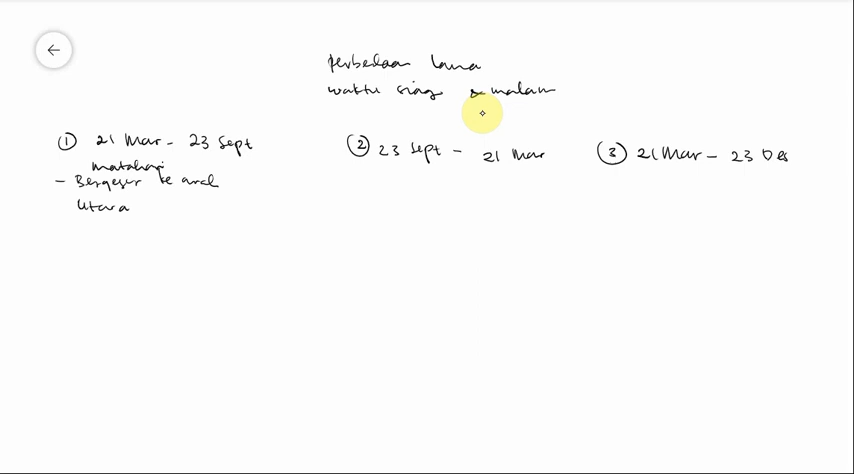 perbedaan lama
waktu siang & malam
① 21 Mar - 23 Sept
matahari
- Bergeser ke arah
Utara
② 23 Sept - 21 Mar
③ 21 Mar - 23 Des